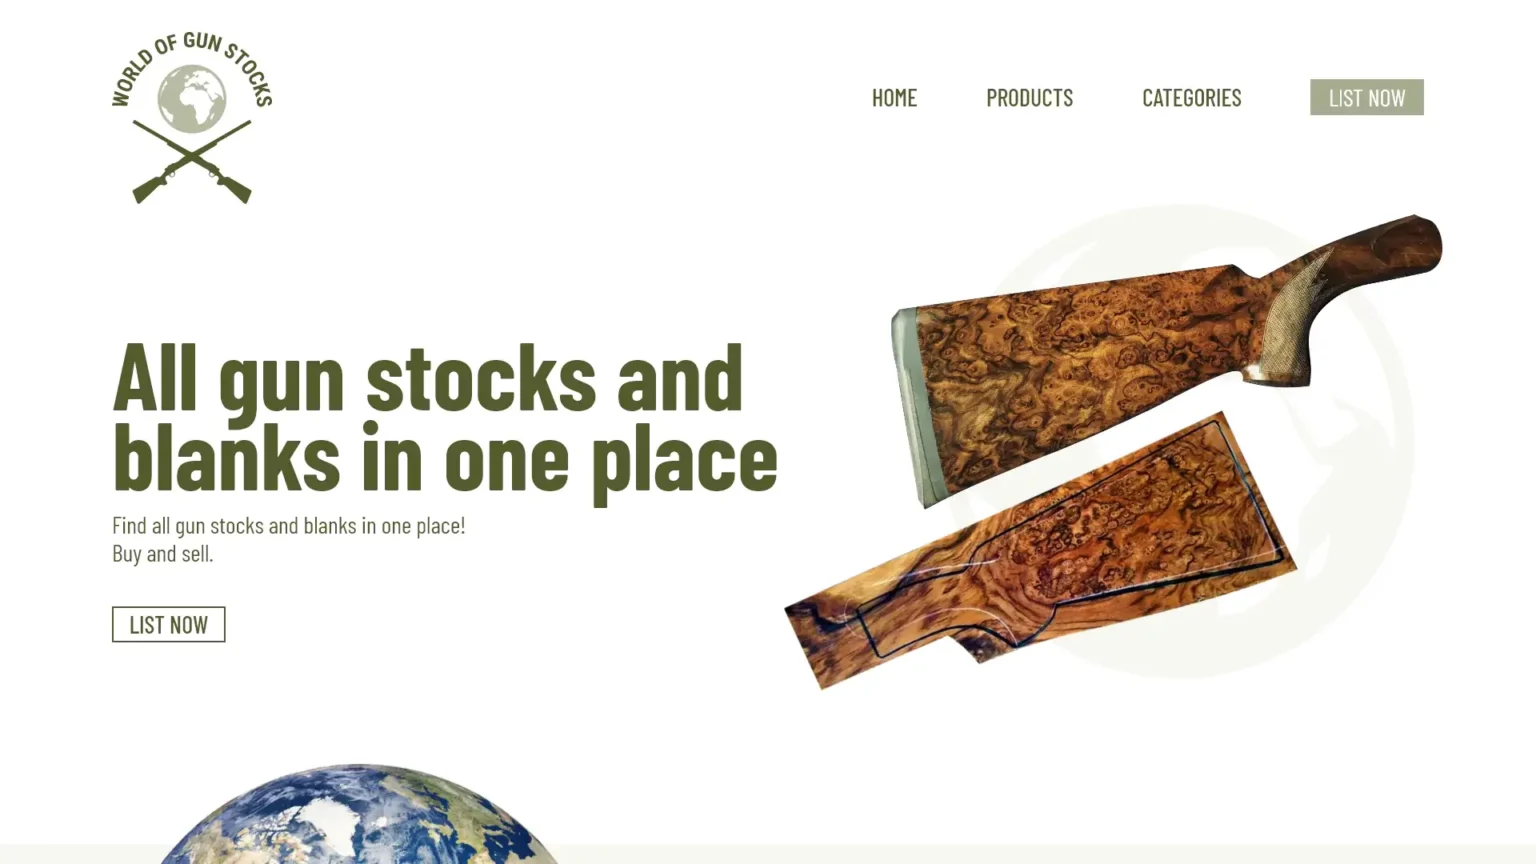 WORLD OF GUN STOCKS
HOME
PRODUCTS
CATEGORIES
LIST NOW
All gun stocks and
blanks in one place
Find all gun stocks and blanks in one place!
Buy and sell.
LIST NOW